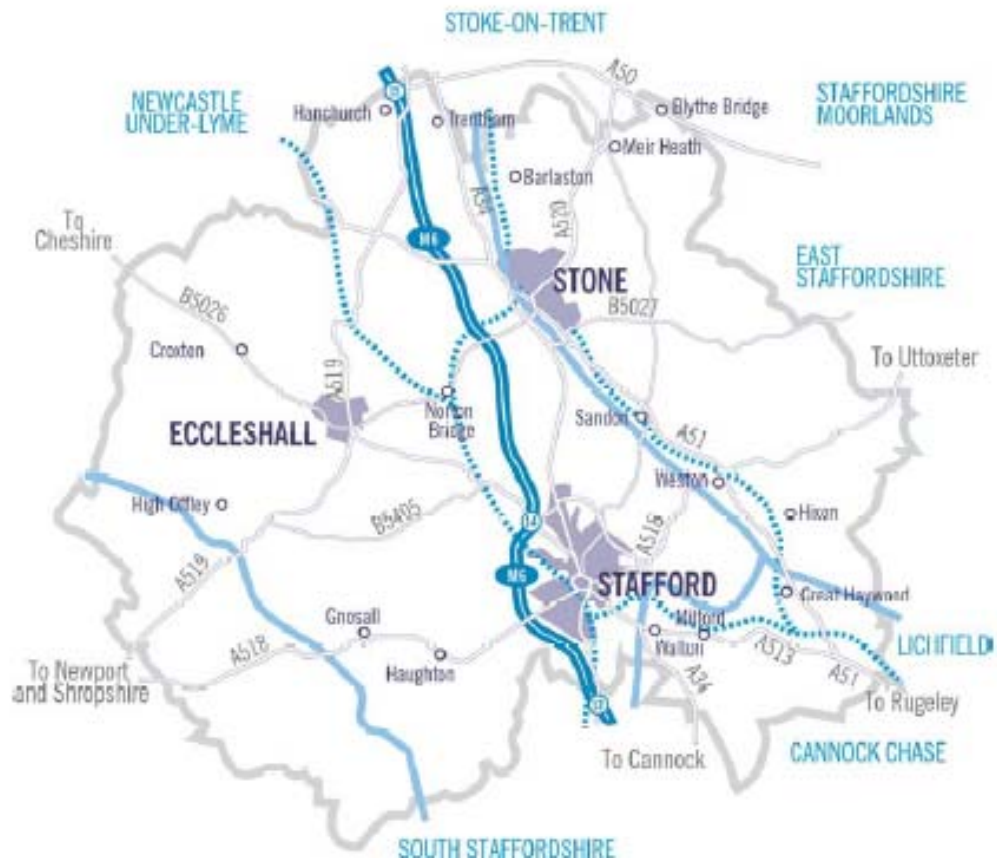 STOKE-ON-TRENT
A50
NEWCASTLE
UNDER-LYME
15
Hanchurch
Trentham
Blythe Bridge
STAFFORDSHIRE
MOORLANDS
Meir Heath
Barlaston
A34
A520
To
Cheshire
M6
EAST
STAFFORDSHIRE
STONE
B5026
B5027
Croxton
To Uttoxeter
A519
Norton
Bridge
Sandon
A51
ECCLESHALL
Weston
High Offley
Hixon
B5405
14
A518
A519
M6
STAFFORD
Great Haywood
Gnosall
Milford
Walton
LICHFIELD
A518
Haughton
A513
To Newport
and Shropshire
A34
A51
13
To Rugeley
To Cannock
CANNOCK CHASE
SOUTH STAFFORDSHIRE